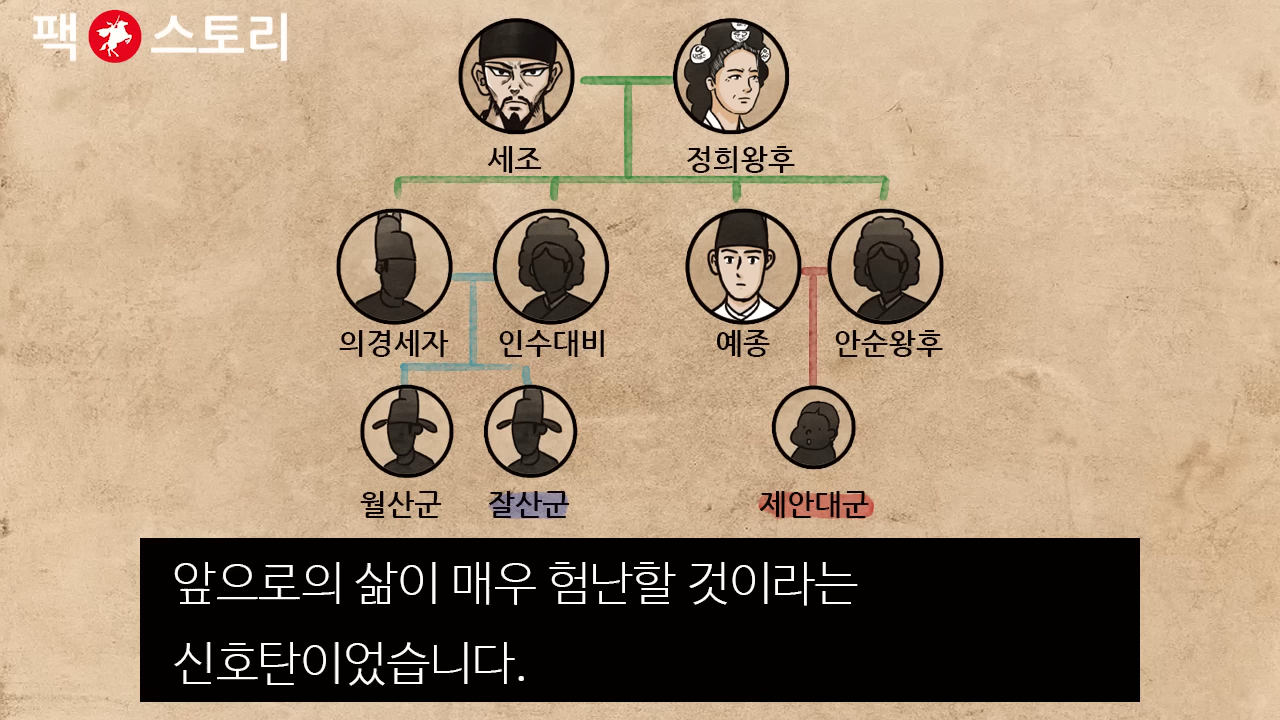 팩 스토리
세조 정희왕후
의경세자 인수대비 예종 안순왕후
월산군 잘산군 제안대군
앞으로의 삶이 매우 험난할 것이라는
신호탄이었습니다.